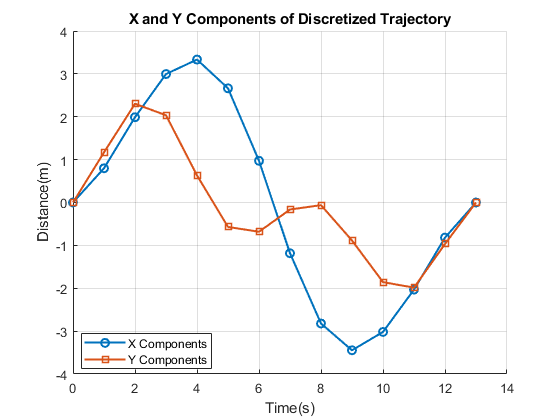 X and Y Components of Discretized Trajectory
Distance(m)
4
3
2
1
0
-1
-2
-3
-4
0 2 4 6 8 10 12 14
Time(s)
X Components
Y Components